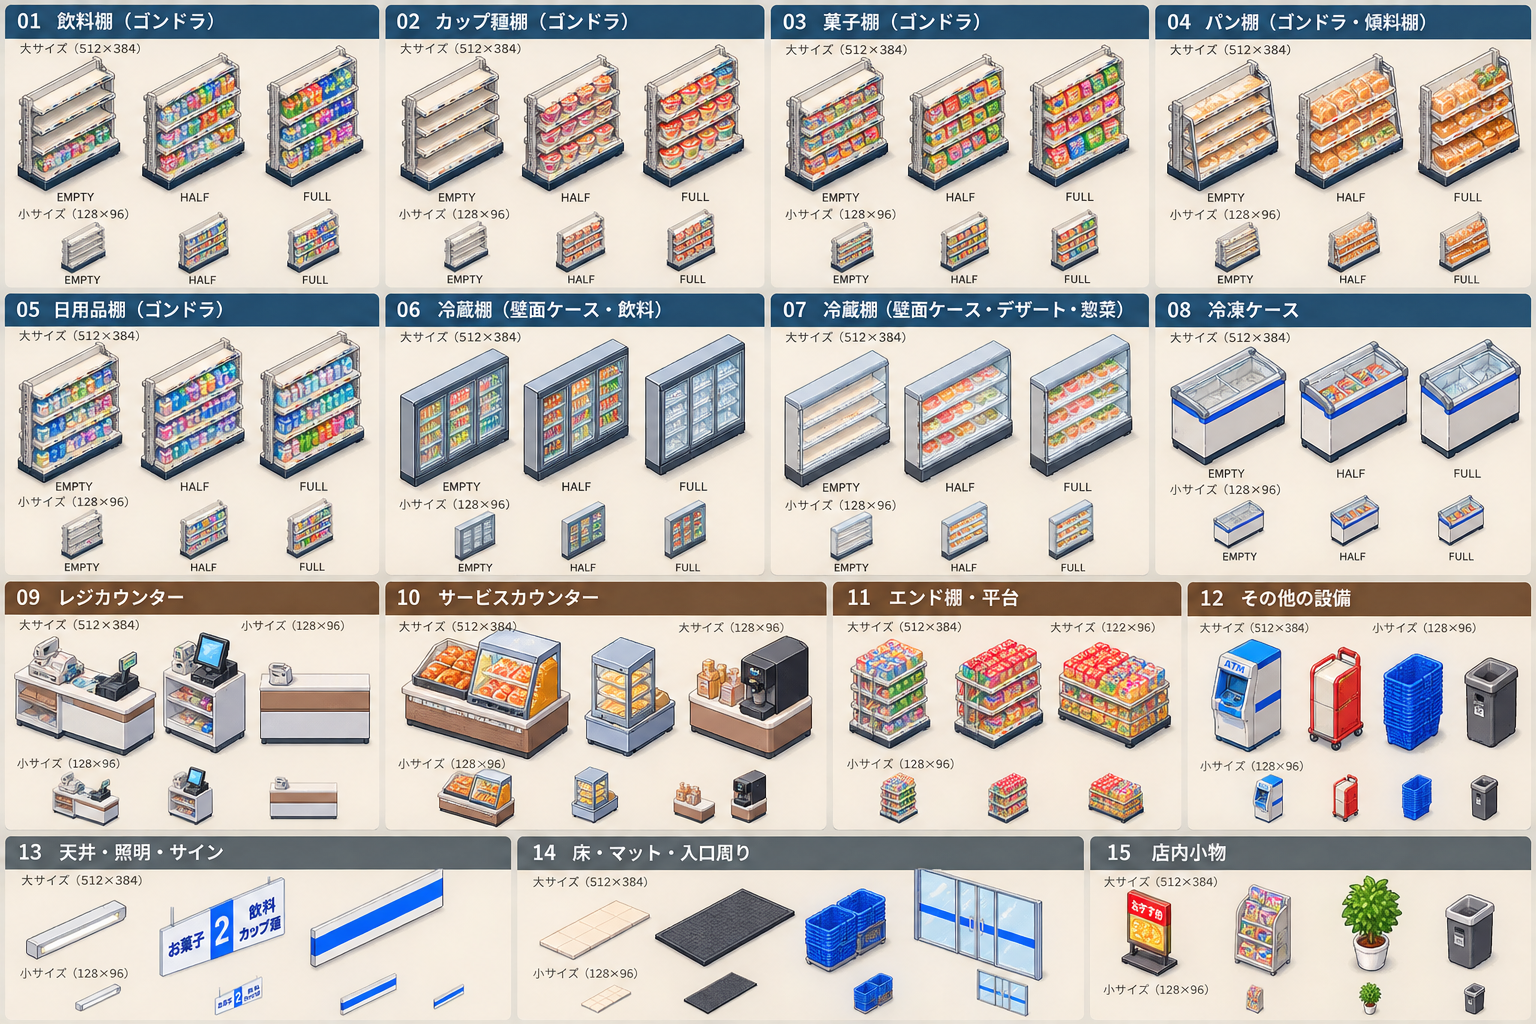 01 飲料棚（ゴンドラ）
大サイズ（512×384）
EMPTY
HALF
FULL
小サイズ（128×96）
EMPTY
HALF
FULL
02 カップ麺棚（ゴンドラ）
大サイズ（512×384）
EMPTY
HALF
FULL
小サイズ（128×96）
EMPTY
HALF
FULL
03 菓子棚（ゴンドラ）
大サイズ（512×384）
EMPTY
HALF
FULL
小サイズ（128×96）
EMPTY
HALF
FULL
04 パン棚（ゴンドラ・傾料棚）
大サイズ（512×384）
EMPTY
HALF
FULL
小サイズ（128×96）
EMPTY
HALF
FULL
05 日用品棚（ゴンドラ）
大サイズ（512×384）
EMPTY
HALF
FULL
小サイズ（128×96）
EMPTY
HALF
FULL
06 冷蔵棚（壁面ケース・飲料）
大サイズ（512×384）
EMPTY
HALF
FULL
小サイズ（128×96）
EMPTY
HALF
FULL
07 冷蔵棚（壁面ケース・デザート・惣菜）
大サイズ（512×384）
EMPTY
HALF
FULL
小サイズ（128×96）
EMPTY
HALF
FULL
08 冷凍ケース
大サイズ（512×384）
EMPTY
HALF
FULL
小サイズ（128×96）
EMPTY
HALF
FULL
09 レジカウンター
大サイズ（512×384）
小サイズ（128×96）
小サイズ（128×96）
10 サービスカウンター
大サイズ（512×384）
大サイズ（128×96）
小サイズ（128×96）
11 エンド棚・平台
大サイズ（512×384）
大サイズ（122×96）
小サイズ（128×96）
12 その他の設備
大サイズ（512×384）
小サイズ（128×96）
ATM
小サイズ（128×96）
13 天井・照明・サイン
大サイズ（512×384）
お菓子
2
飲料
カップ麺
小サイズ（128×96）
2
14 床・マット・入口周り
大サイズ（512×384）
小サイズ（128×96）
15 店内小物
大サイズ（512×384）
小サイズ（128×96）